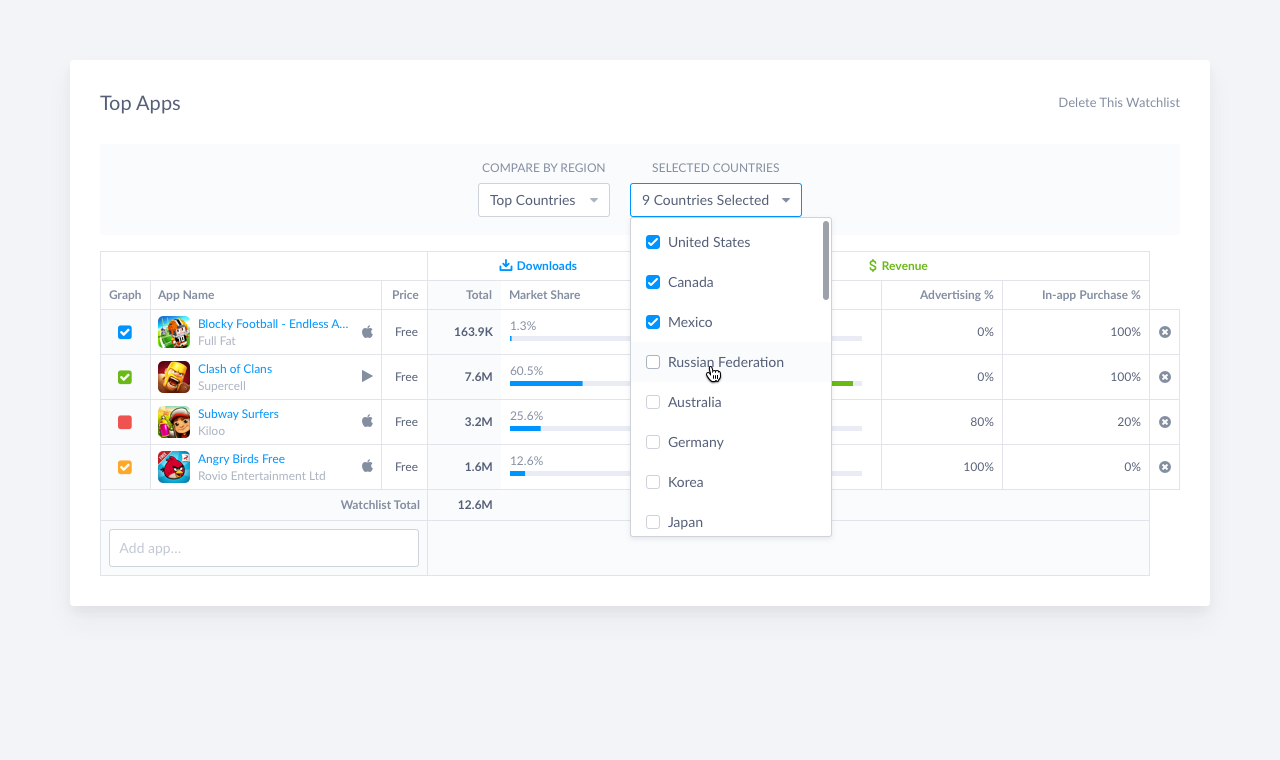 Top Apps
Delete This Watchlist
COMPARE BY REGION
SELECTED COUNTRIES
Top Countries
9 Countries Selected
United States
Canada
Mexico
Russian Federation
Australia
Germany
Korea
Japan
Downloads
$ Revenue
Graph
App Name
Price
Total
Market Share
Advertising %
In-app Purchase %
Blocky Football - Endless A...
Full Fat
Free
163.9K
1.3%
0%
100%
Clash of Clans
Supercell
Free
7.6M
60.5%
0%
100%
Subway Surfers
Kiloo
Free
3.2M
25.6%
80%
20%
Angry Birds Free
Rovio Entertainment Ltd
Free
1.6M
12.6%
100%
0%
Watchlist Total
12.6M
Add app...